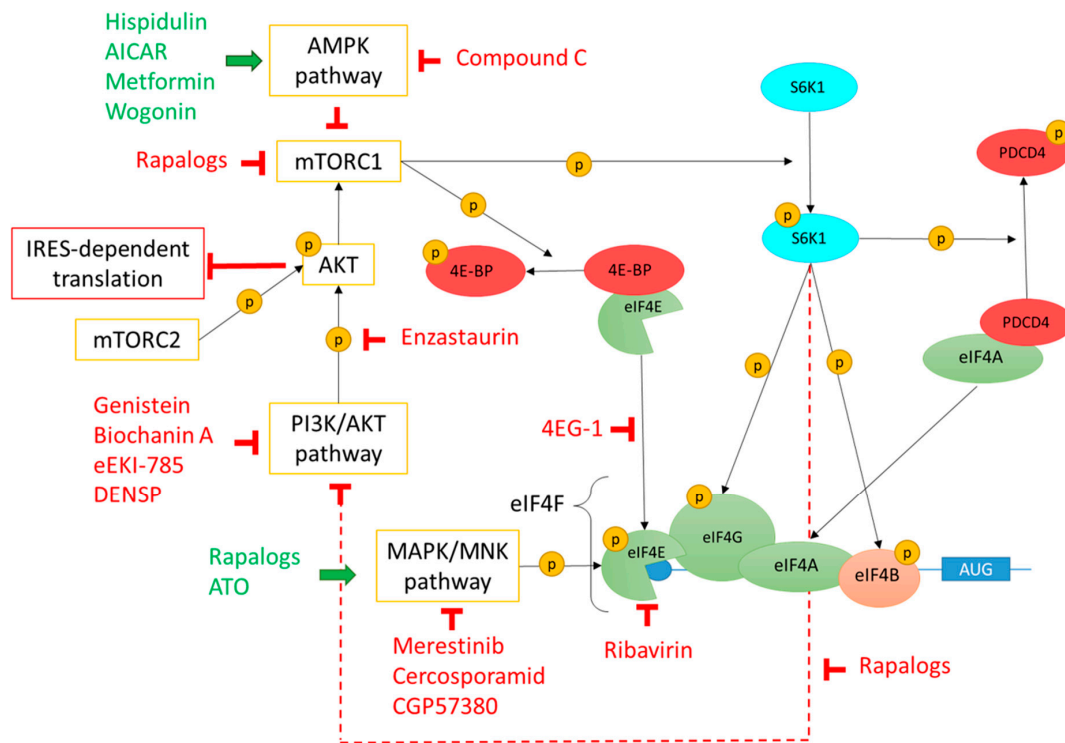 Hispidulin
AICAR
Metformin
Wogonin
AMPK
pathway
Compound C
S6K1
p
PDCD4
Rapalogs
mTORC1
p
p
p
S6K1
p
IRES-dependent
translation
p
AKT
p
4E-BP
4E-BP
eIF4E
PDCD4
eIF4A
p
mTORC2
p
Enzastaurin
p
p
Genistein
Biochanin A
eEKI-785
DENSP
PI3K/AKT
pathway
4EG-1
eIF4F
p
eIF4G
Rapalogs
ATO
MAPK/MNK
pathway
p
p
eIF4E
eIF4A
p
eIF4B
AUG
Merestinib
Cercosporamid
CGP57380
Ribavirin
Rapalogs